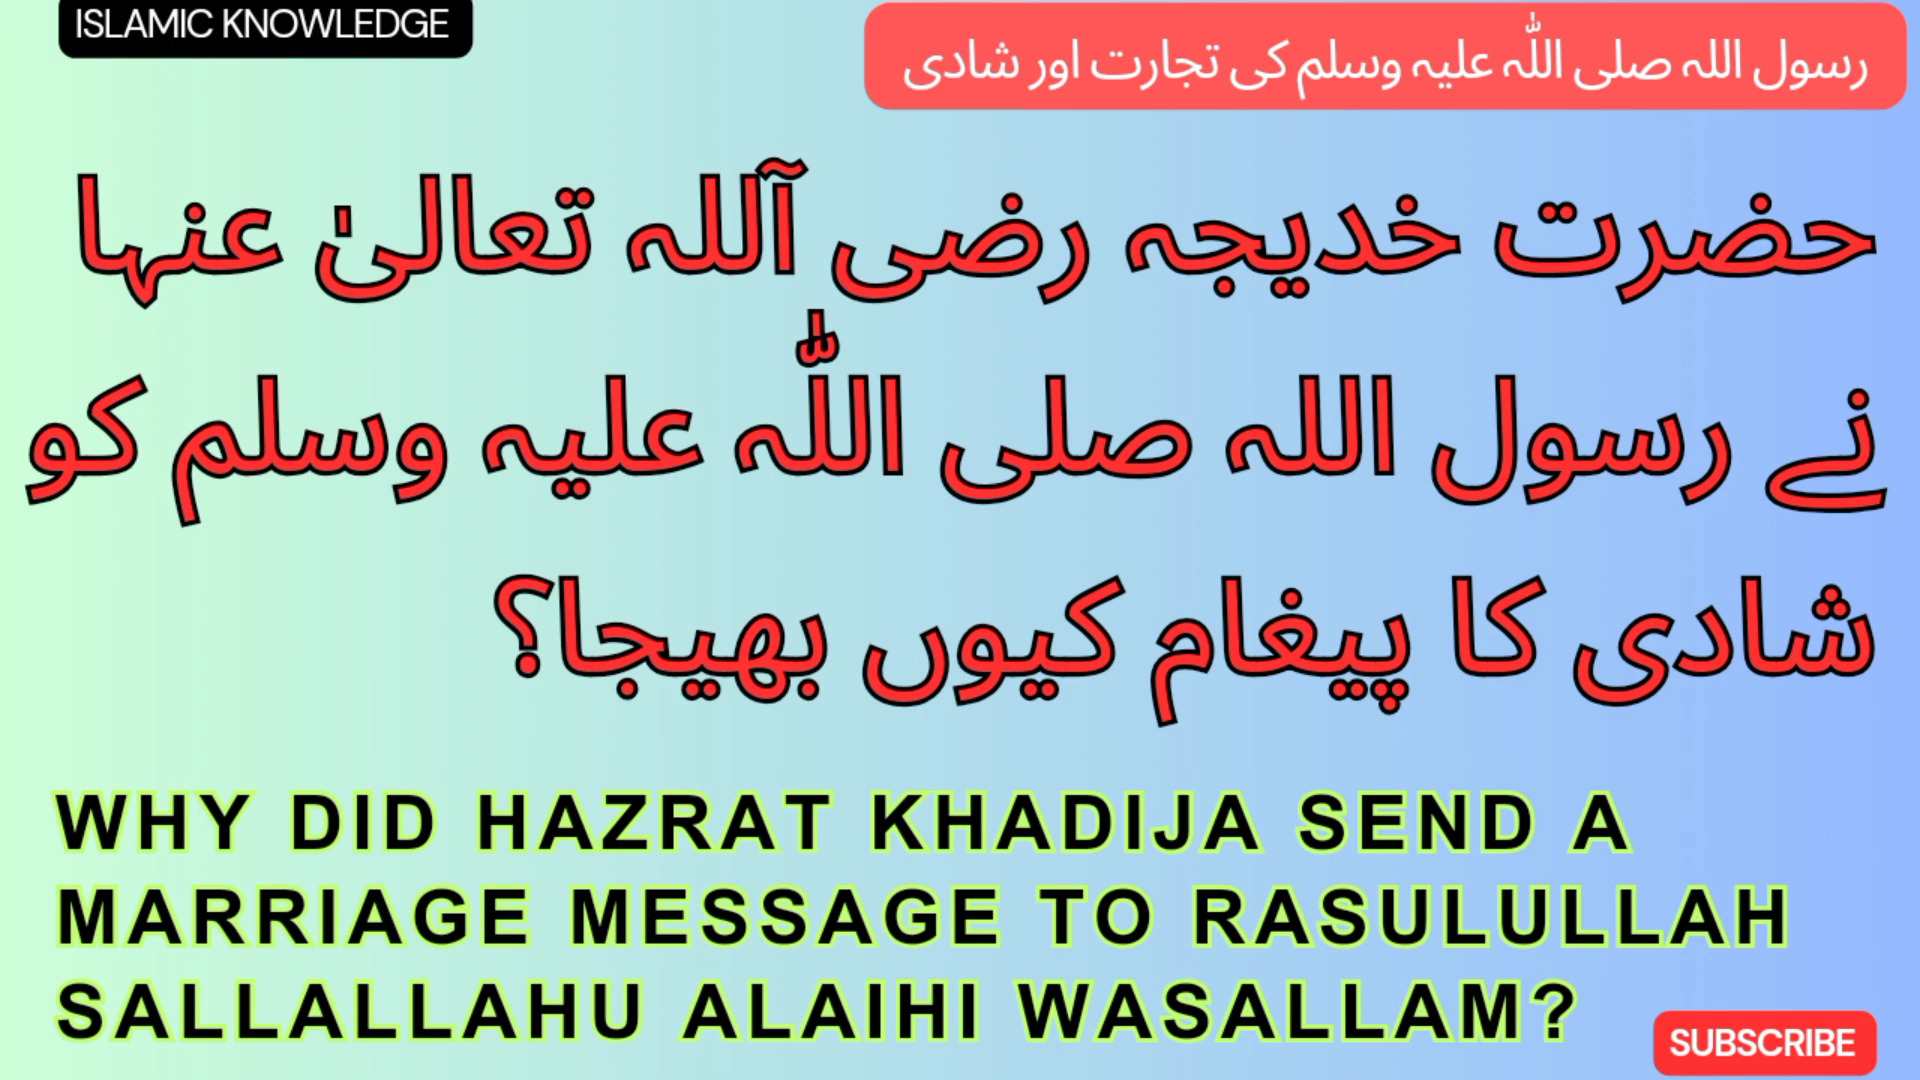 ISLAMIC KNOWLEDGE
رسول اللہ صلی اللّٰہ علیہ وسلم کی تجارت اور شادی
حضرت خدیجہ رضی آللہ تعالیٰ عنہا
نے رسول اللہ صلی اللّٰہ علیہ وسلم کو
شادی کا پیغام کیوں بھیجا؟
WHY DID HAZRAT KHADIJA SEND A
MARRIAGE MESSAGE TO RASULULLAH
SALLALLAHU ALAIHI WASALLAM?
SUBSCRIBE